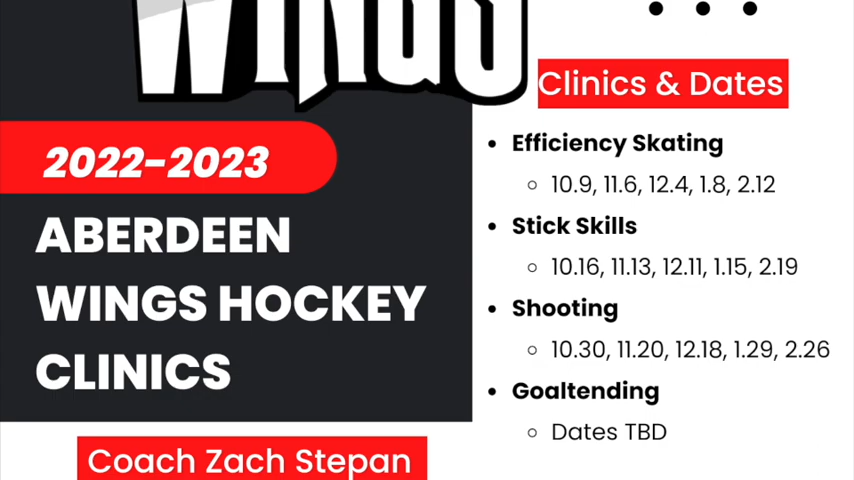 WINGS
2022-2023
ABERDEEN
WINGS HOCKEY
CLINICS
Coach Zach Stepan
Clinics & Dates
Efficiency Skating
10.9, 11.6, 12.4, 1.8, 2.12
Stick Skills
10.16, 11.13, 12.11, 1.15, 2.19
Shooting
10.30, 11.20, 12.18, 1.29, 2.26
Goaltending
Dates TBD